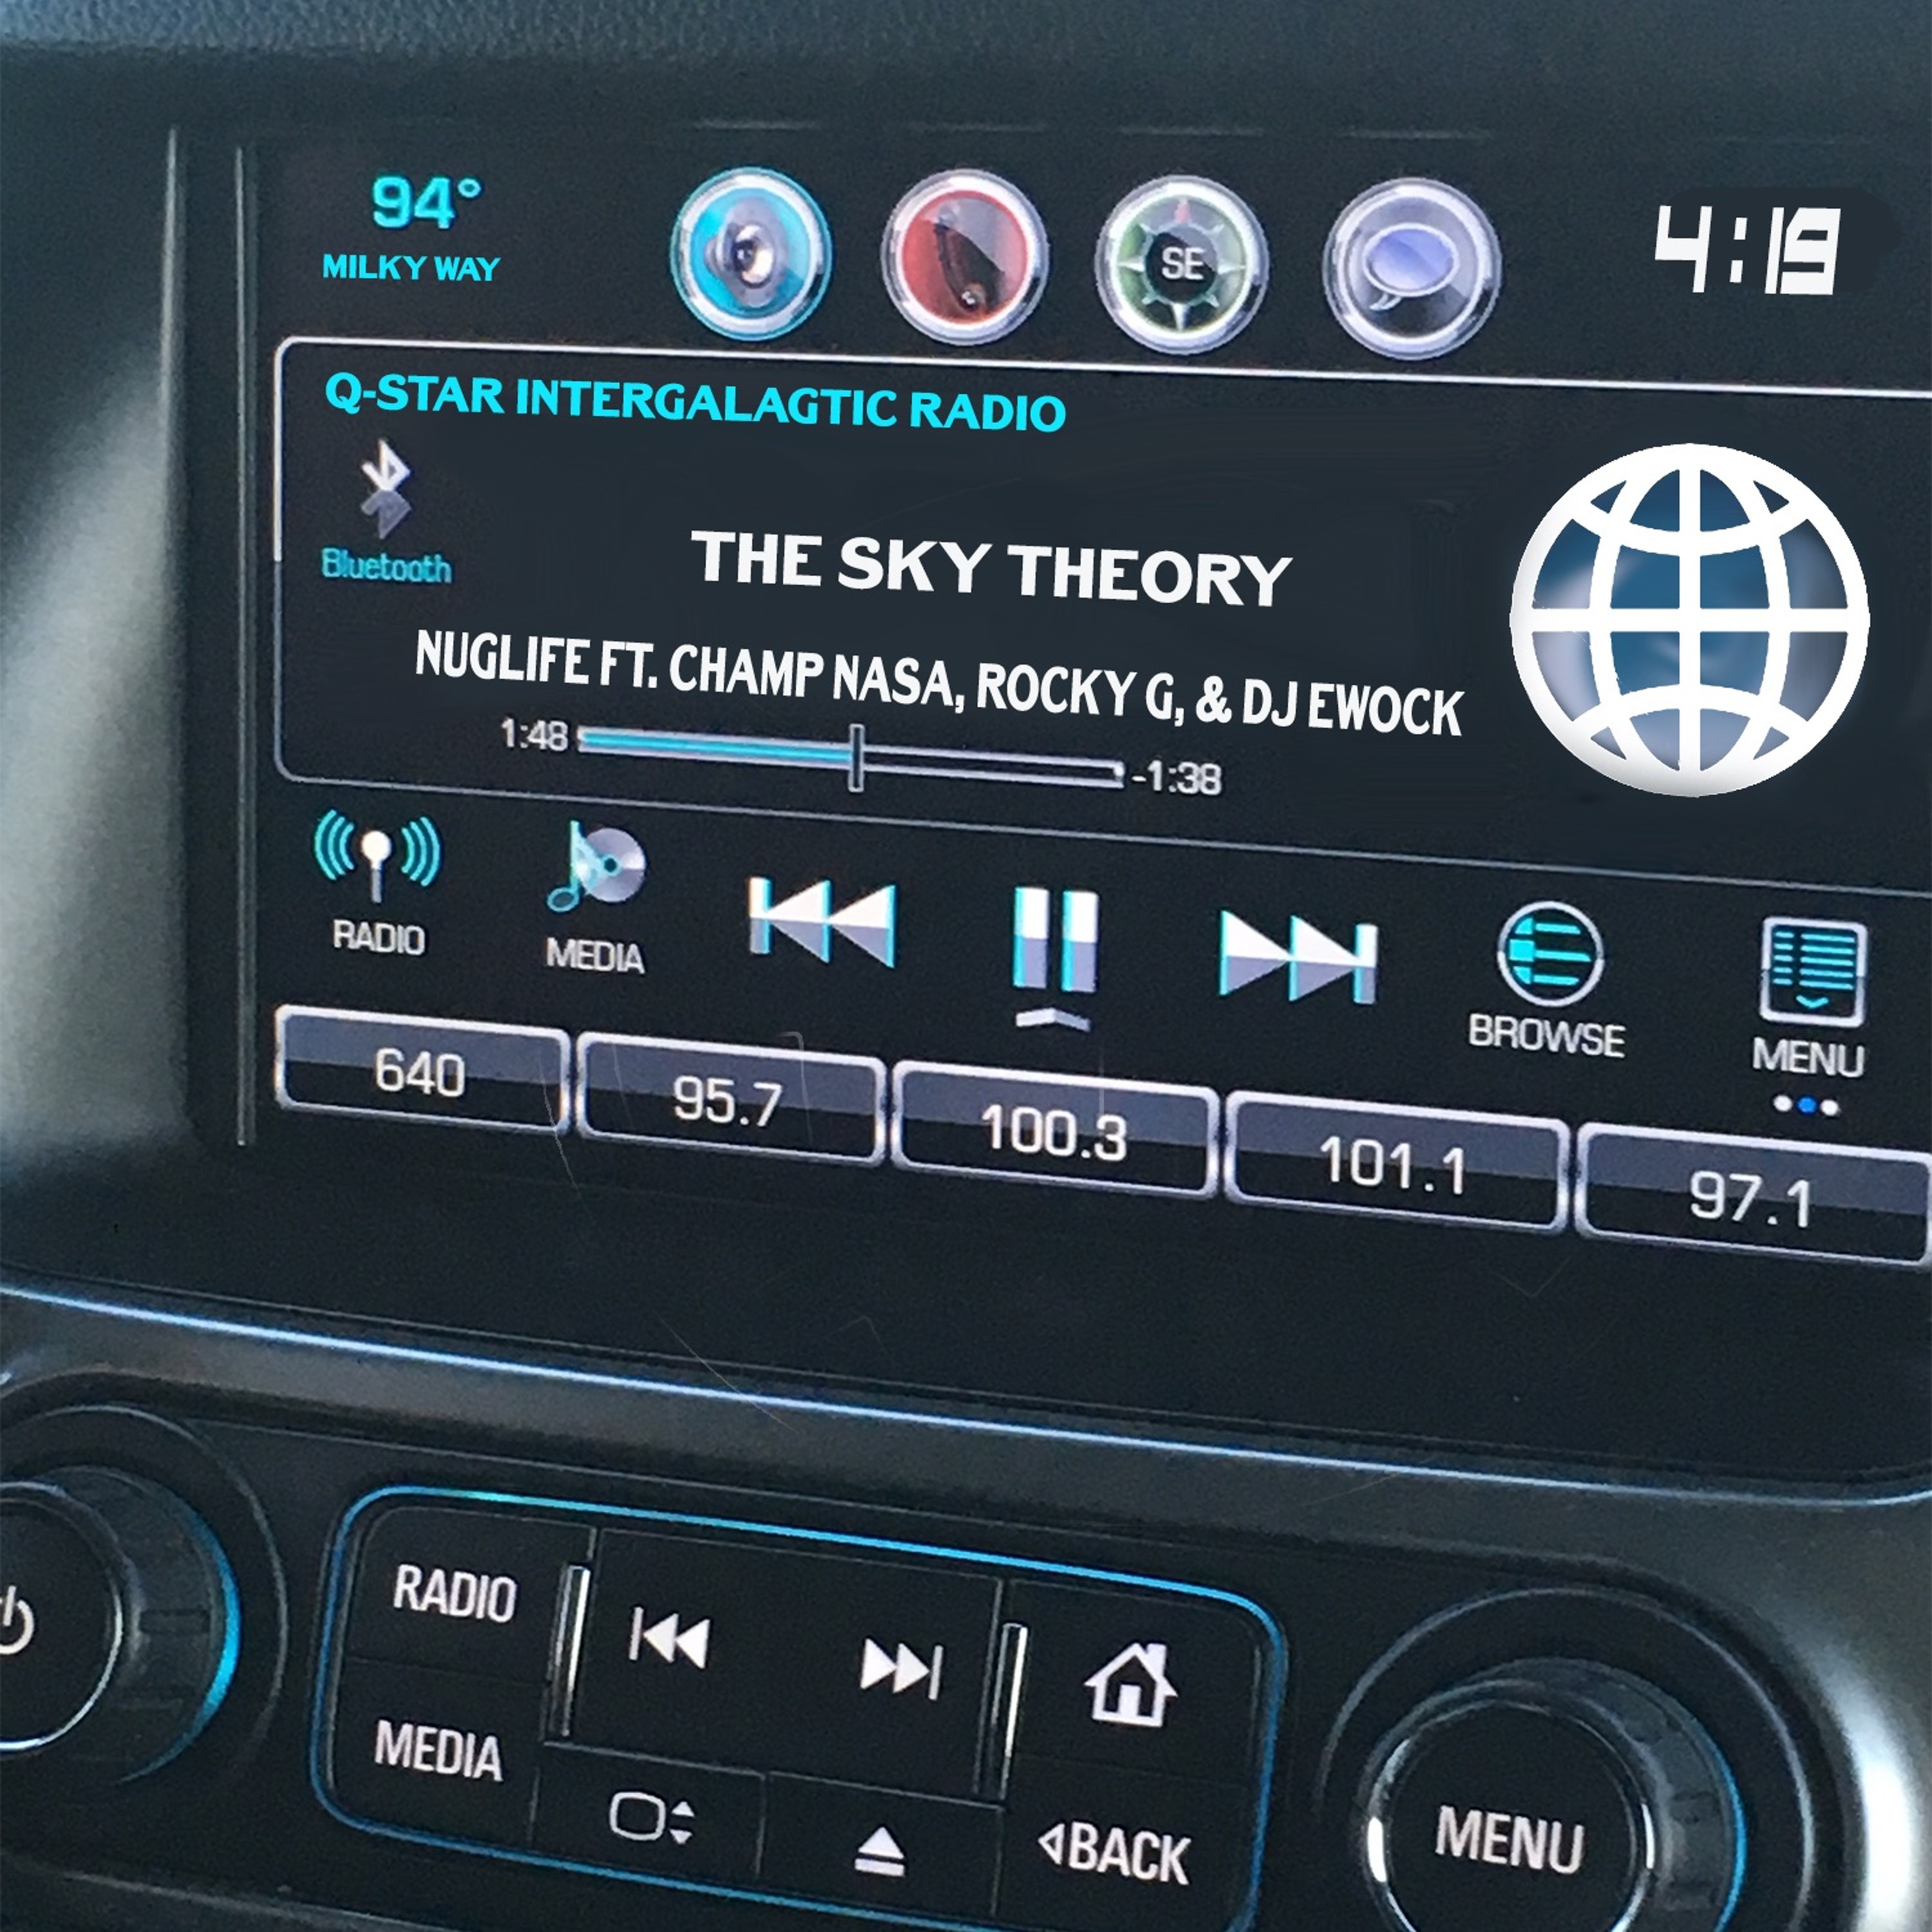 94°
MILKY WAY
SE
4:19
Q-STAR INTERGALAGTIC RADIO
Bluetooth
THE SKY THEORY
NUGLIFE FT. CHAMP NASA, ROCKY G, & DJ EWOCK
1:48
-1:38
RADIO
MEDIA
BROWSE
MENU
640
95.7
100.3
101.1
97.1
RADIO
MEDIA
BACK
MENU